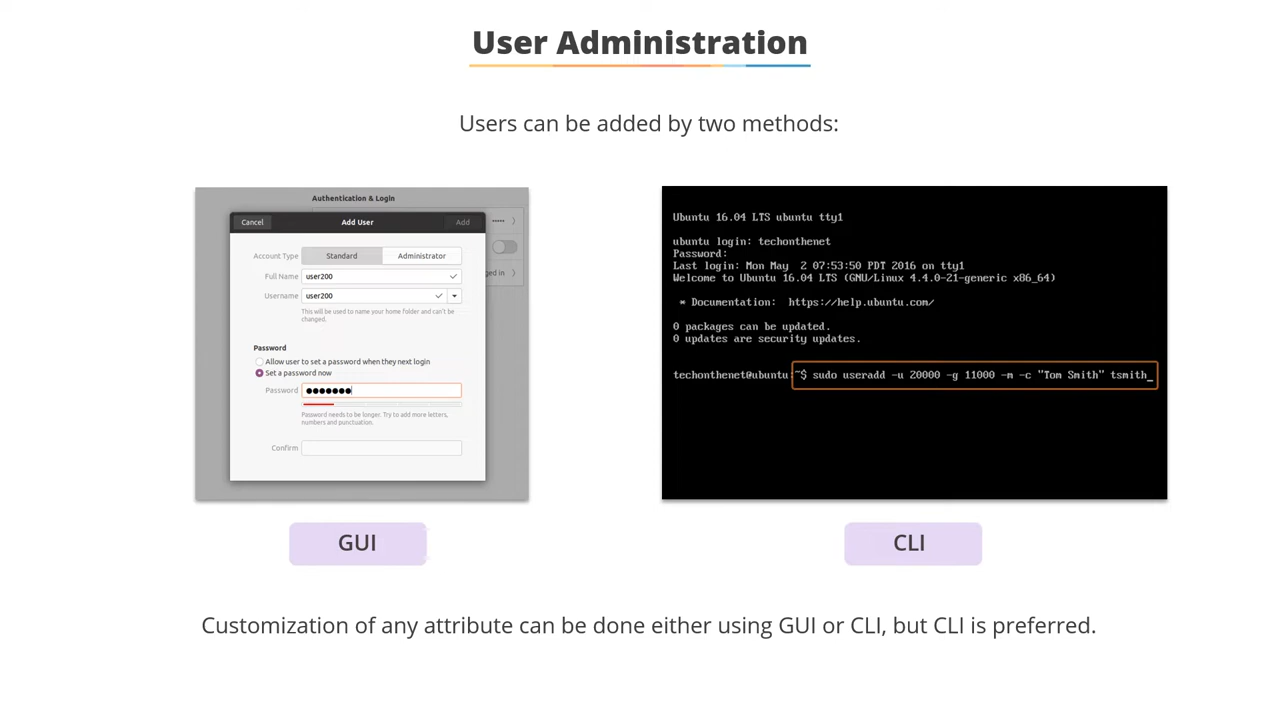 User Administration
Users can be added by two methods:
Authentication & Login
Cancel Add User Add
Account Type Standard Administrator
Full Name user200
ged in
Username user200
This will be used to name your home folder and can't be
changed.
Password
Allow user to set a password when they next login
Set a password now
Password ●●●●●●●
Password needs to be longer. Try to add more letters,
numbers and punctuation.
Confirm
Ubuntu 16.04 LTS ubuntu tty1
ubuntu login: techonthenet
Password:
Last login: Mon May  2 07:53:50 PDT 2016 on tty1
Welcome to Ubuntu 16.04 LTS (GNU/Linux 4.4.0-21-generic x86_64)
* Documentation:  https://help.ubuntu.com/
0 packages can be updated.
0 updates are security updates.
techonthenet@ubuntu:~$ sudo useradd -u 20000 -g 11000 -m -c "Tom Smith" tsmith_
GUI
CLI
Customization of any attribute can be done either using GUI or CLI, but CLI is preferred.